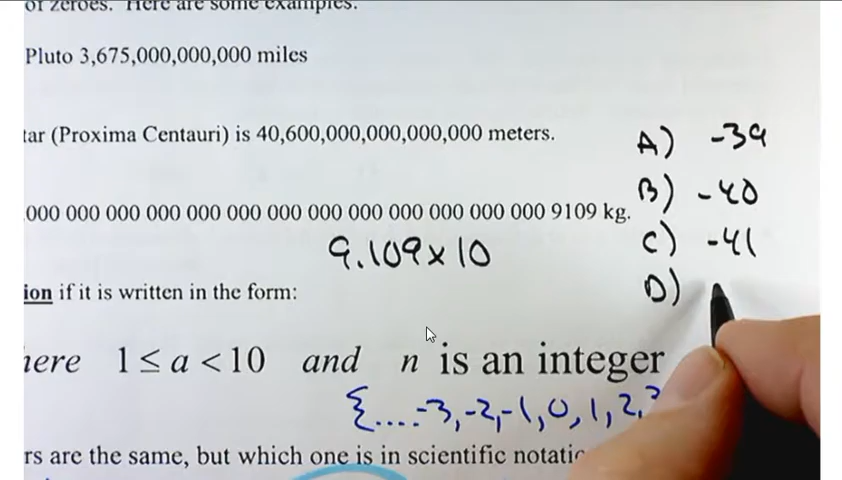 of zeroes. Here are some examples.
Pluto 3,675,000,000,000 miles
tar (Proxima Centauri) is 40,600,000,000,000,000 meters.
A) -39
B) -40
.000 000 000 000 000 000 000 000 000 000 000 000 000 9109 kg.
9.109 x 10
C) -41
D)
ion if it is written in the form:
here 1 ≤ a < 10 and n is an integer
{....-3,-2,-1,0,1,2,
rs are the same, but which one is in scientific